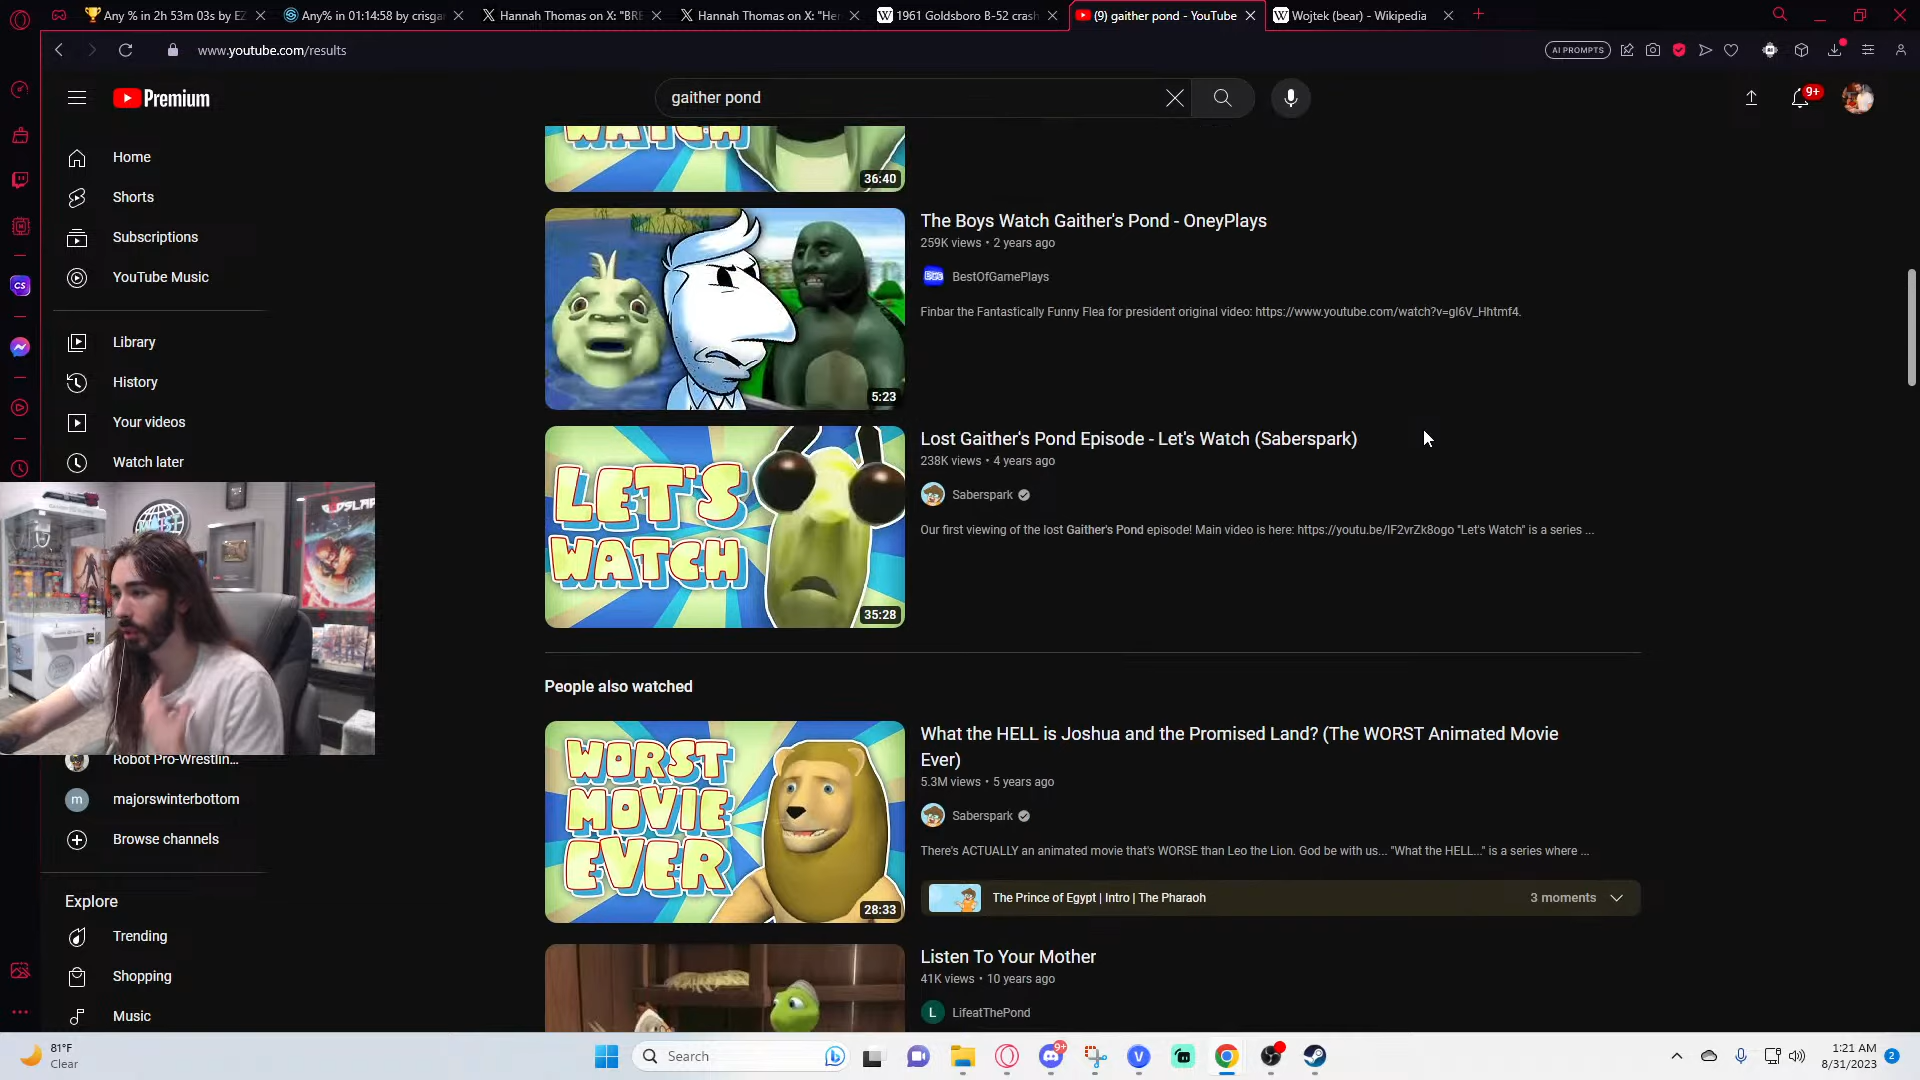 Any % in 2h 53m 03s by EZ
Any% in 01:14:58 by crisgar
Hannah Thomas on X: "BRE
Hannah Thomas on X: "Her
1961 Goldsboro B-52 crash
(9) gaither pond - YouTube
Wojtek (bear) - Wikipedia
www.youtube.com/results
AI PROMPTS
Premium
gaither pond
9+
Home
Shorts
Subscriptions
YouTube Music
Library
History
Your videos
Watch later
Robot Pro-Wrestlin...
m
majorswinterbottom
Browse channels
Explore
Trending
Shopping
Music
CS
WATCH
36:40
The Boys Watch Gaither's Pond - OneyPlays
259K views • 2 years ago
BestOfGamePlays
Finbar the Fantastically Funny Flea for president original video: https://www.youtube.com/watch?v=gI6V_Hhtmf4.
5:23
Lost Gaither's Pond Episode - Let's Watch (Saberspark)
238K views • 4 years ago
Saberspark
Our first viewing of the lost Gaither's Pond episode! Main video is here: https://youtu.be/IF2vrZk8ogo "Let's Watch" is a series ...
LET'S
WATCH
35:28
People also watched
What the HELL is Joshua and the Promised Land? (The WORST Animated Movie
Ever)
5.3M views • 5 years ago
Saberspark
There's ACTUALLY an animated movie that's WORSE than Leo the Lion. God be with us... "What the HELL..." is a series where ...
The Prince of Egypt | Intro | The Pharaoh
3 moments
WORST
MOVIE
EVER
28:33
Listen To Your Mother
41K views • 10 years ago
L
LifeatThePond
81°F
Clear
Search
9+
1:21 AM
8/31/2023
2